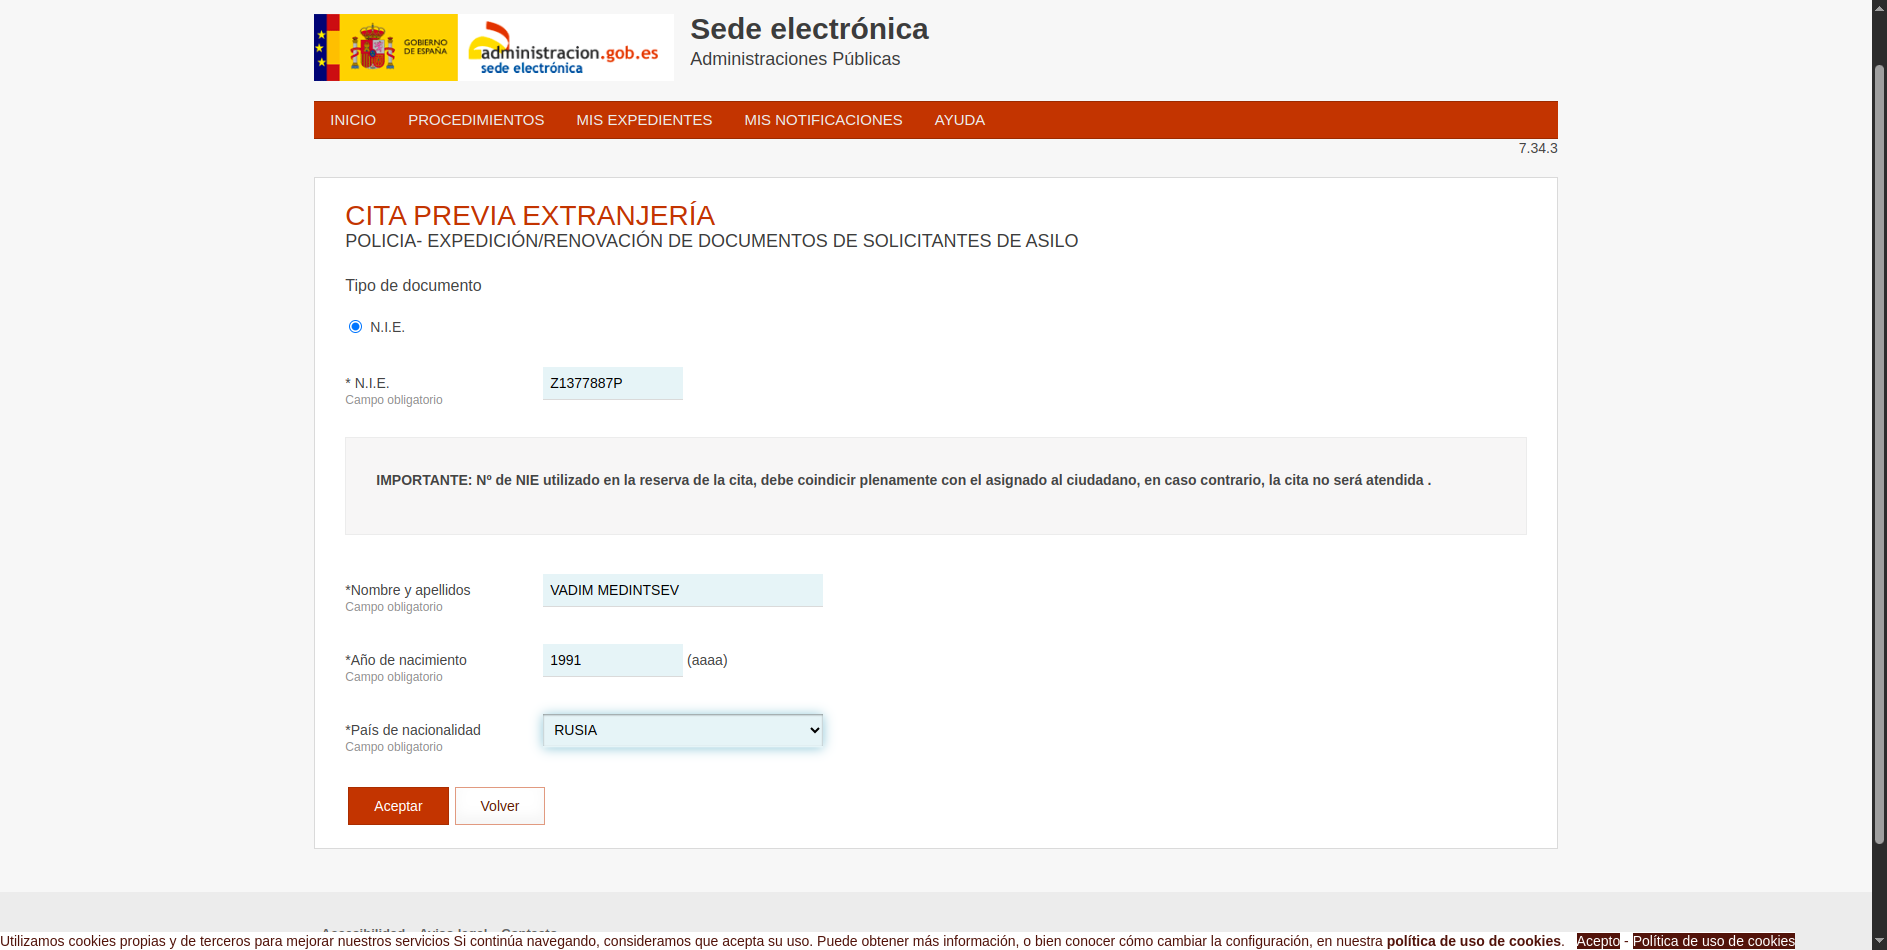 GOBIERNO
DE ESPAÑA
administracion.gob.es
sede electrónica
Sede electrónica
Administraciones Públicas
INICIO PROCEDIMIENTOS MIS EXPEDIENTES MIS NOTIFICACIONES AYUDA
7.34.3
CITA PREVIA EXTRANJERÍA
POLICIA- EXPEDICIÓN/RENOVACIÓN DE DOCUMENTOS DE SOLICITANTES DE ASILO
Tipo de documento
N.I.E.
* N.I.E. Z1377887P
Campo obligatorio
IMPORTANTE: Nº de NIE utilizado en la reserva de la cita, debe coindicir plenamente con el asignado al ciudadano, en caso contrario, la cita no será atendida .
*Nombre y apellidos VADIM MEDINTSEV
Campo obligatorio
*Año de nacimiento 1991 (aaaa)
Campo obligatorio
*País de nacionalidad RUSIA
Campo obligatorio
Aceptar Volver
Accesibilidad Aviso legal Contacto
Utilizamos cookies propias y de terceros para mejorar nuestros servicios Si continúa navegando, consideramos que acepta su uso. Puede obtener más información, o bien conocer cómo cambiar la configuración, en nuestra política de uso de cookies. Acepto - Política de uso de cookies